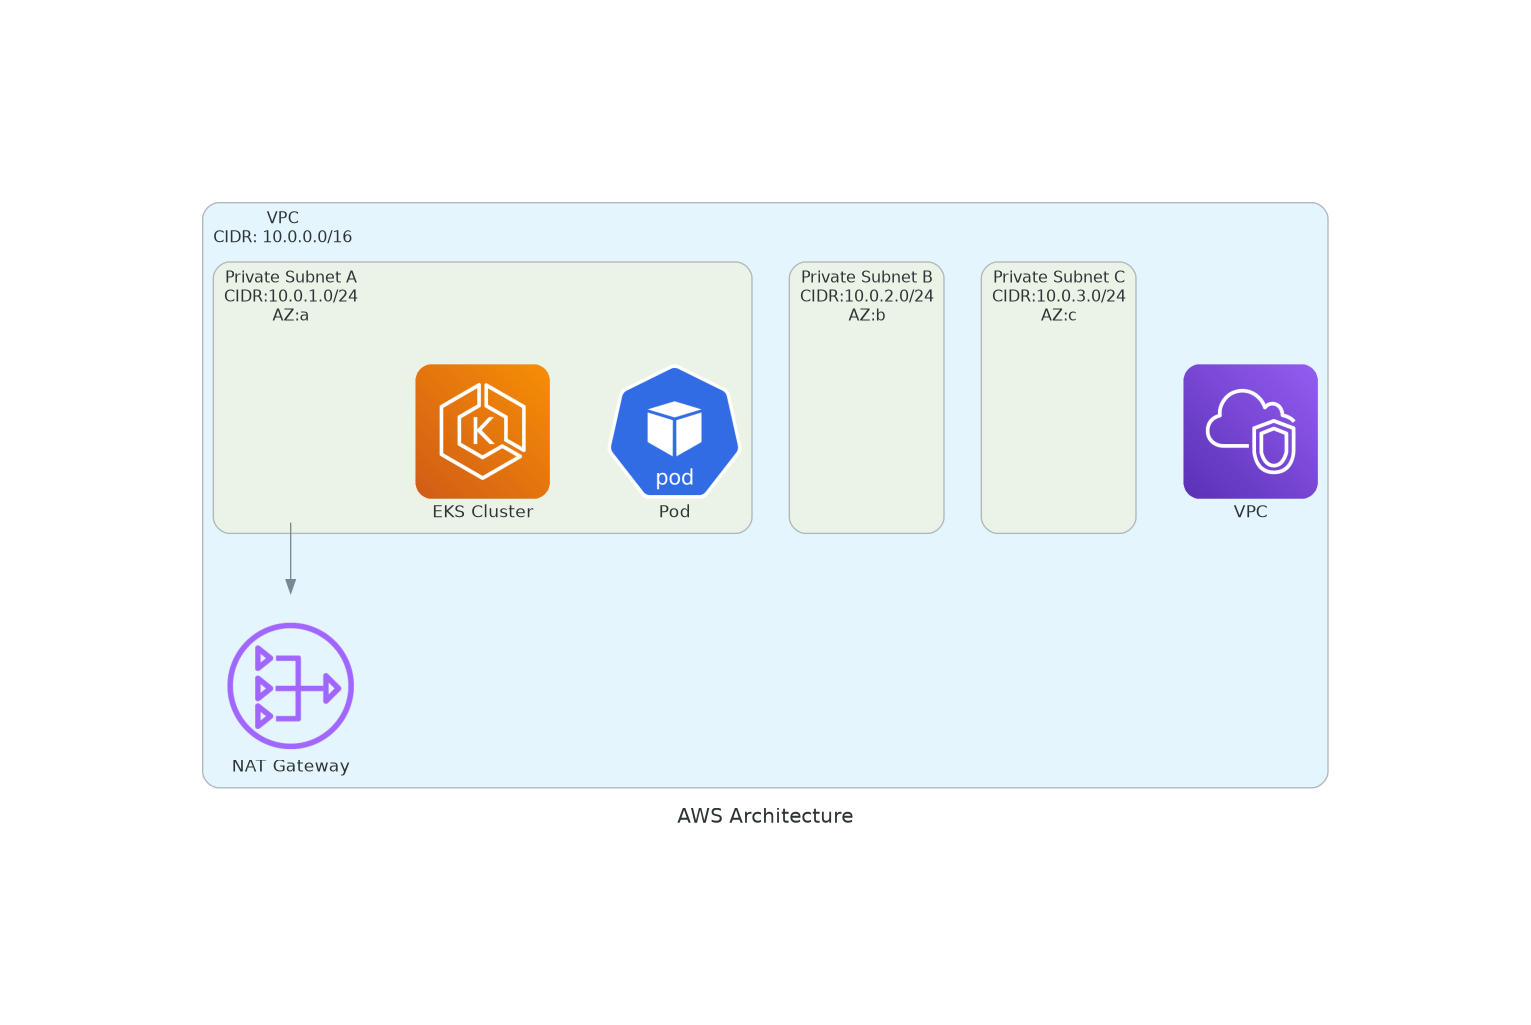 VPC
CIDR: 10.0.0.0/16
Private Subnet A
CIDR:10.0.1.0/24
AZ:a
Private Subnet B
CIDR:10.0.2.0/24
AZ:b
Private Subnet C
CIDR:10.0.3.0/24
AZ:c
K
EKS Cluster
pod
Pod
VPC
NAT Gateway
AWS Architecture